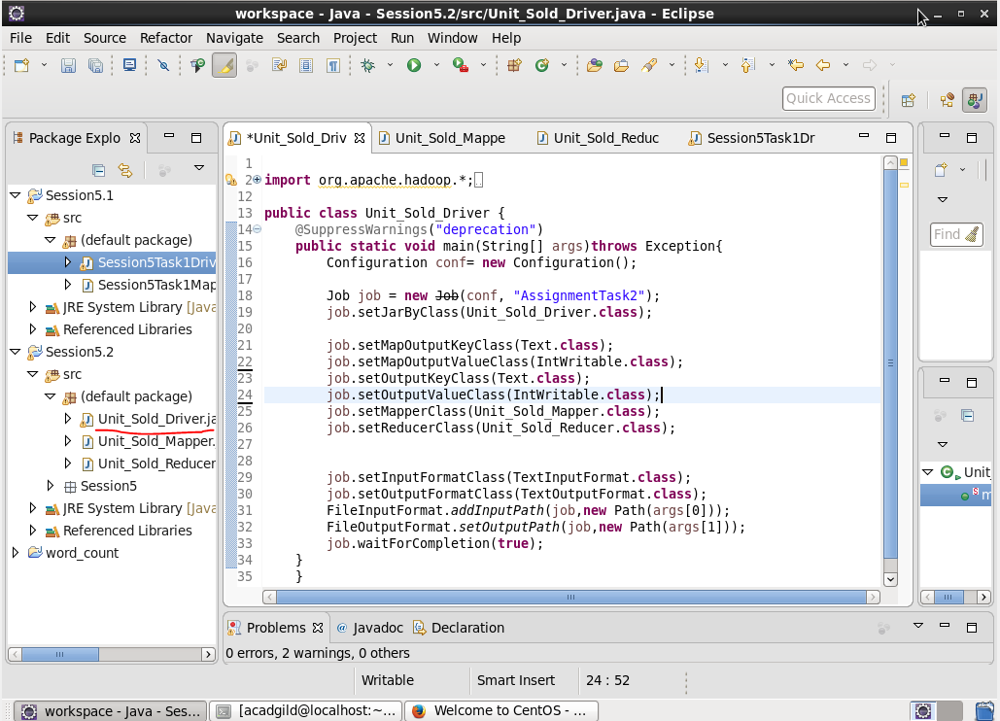 workspace - Java - Session5.2/src/Unit_Sold_Driver.java - Eclipse
File Edit Source Refactor Navigate Search Project Run Window Help
Quick Access
Package Explo
Session5.1
src
(default package)
Session5Task1Driv
Session5Task1Map
JRE System Library [Java
Referenced Libraries
Session5.2
src
(default package)
Unit_Sold_Driver.ja
Unit_Sold_Mapper.
Unit_Sold_Reducer
Session5
JRE System Library [Java
Referenced Libraries
word_count
*Unit_Sold_Driv Unit_Sold_Mappe Unit_Sold_Reduc Session5Task1Dr
1
2 import org.apache.hadoop.*;
12
13 public class Unit_Sold_Driver {
14 @SuppressWarnings("deprecation")
15 public static void main(String[] args)throws Exception{
16 Configuration conf= new Configuration();
17
18 Job job = new Job(conf, "AssignmentTask2");
19 job.setJarByClass(Unit_Sold_Driver.class);
20
21 job.setMapOutputKeyClass(Text.class);
22 job.setMapOutputValueClass(IntWritable.class);
23 job.setOutputKeyClass(Text.class);
24 job.setOutputValueClass(IntWritable.class);
25 job.setMapperClass(Unit_Sold_Mapper.class);
26 job.setReducerClass(Unit_Sold_Reducer.class);
27
28
29 job.setInputFormatClass(TextInputFormat.class);
30 job.setOutputFormatClass(TextOutputFormat.class);
31 FileInputFormat.addInputPath(job,new Path(args[0]));
32 FileOutputFormat.setOutputPath(job,new Path(args[1]));
33 job.waitForCompletion(true);
34 }
35 }
Find
Unit_
m
Problems @ Javadoc Declaration
0 errors, 2 warnings, 0 others
Writable Smart Insert 24 : 52
workspace - Java - Ses... [acadgild@localhost:~... Welcome to CentOS - ...